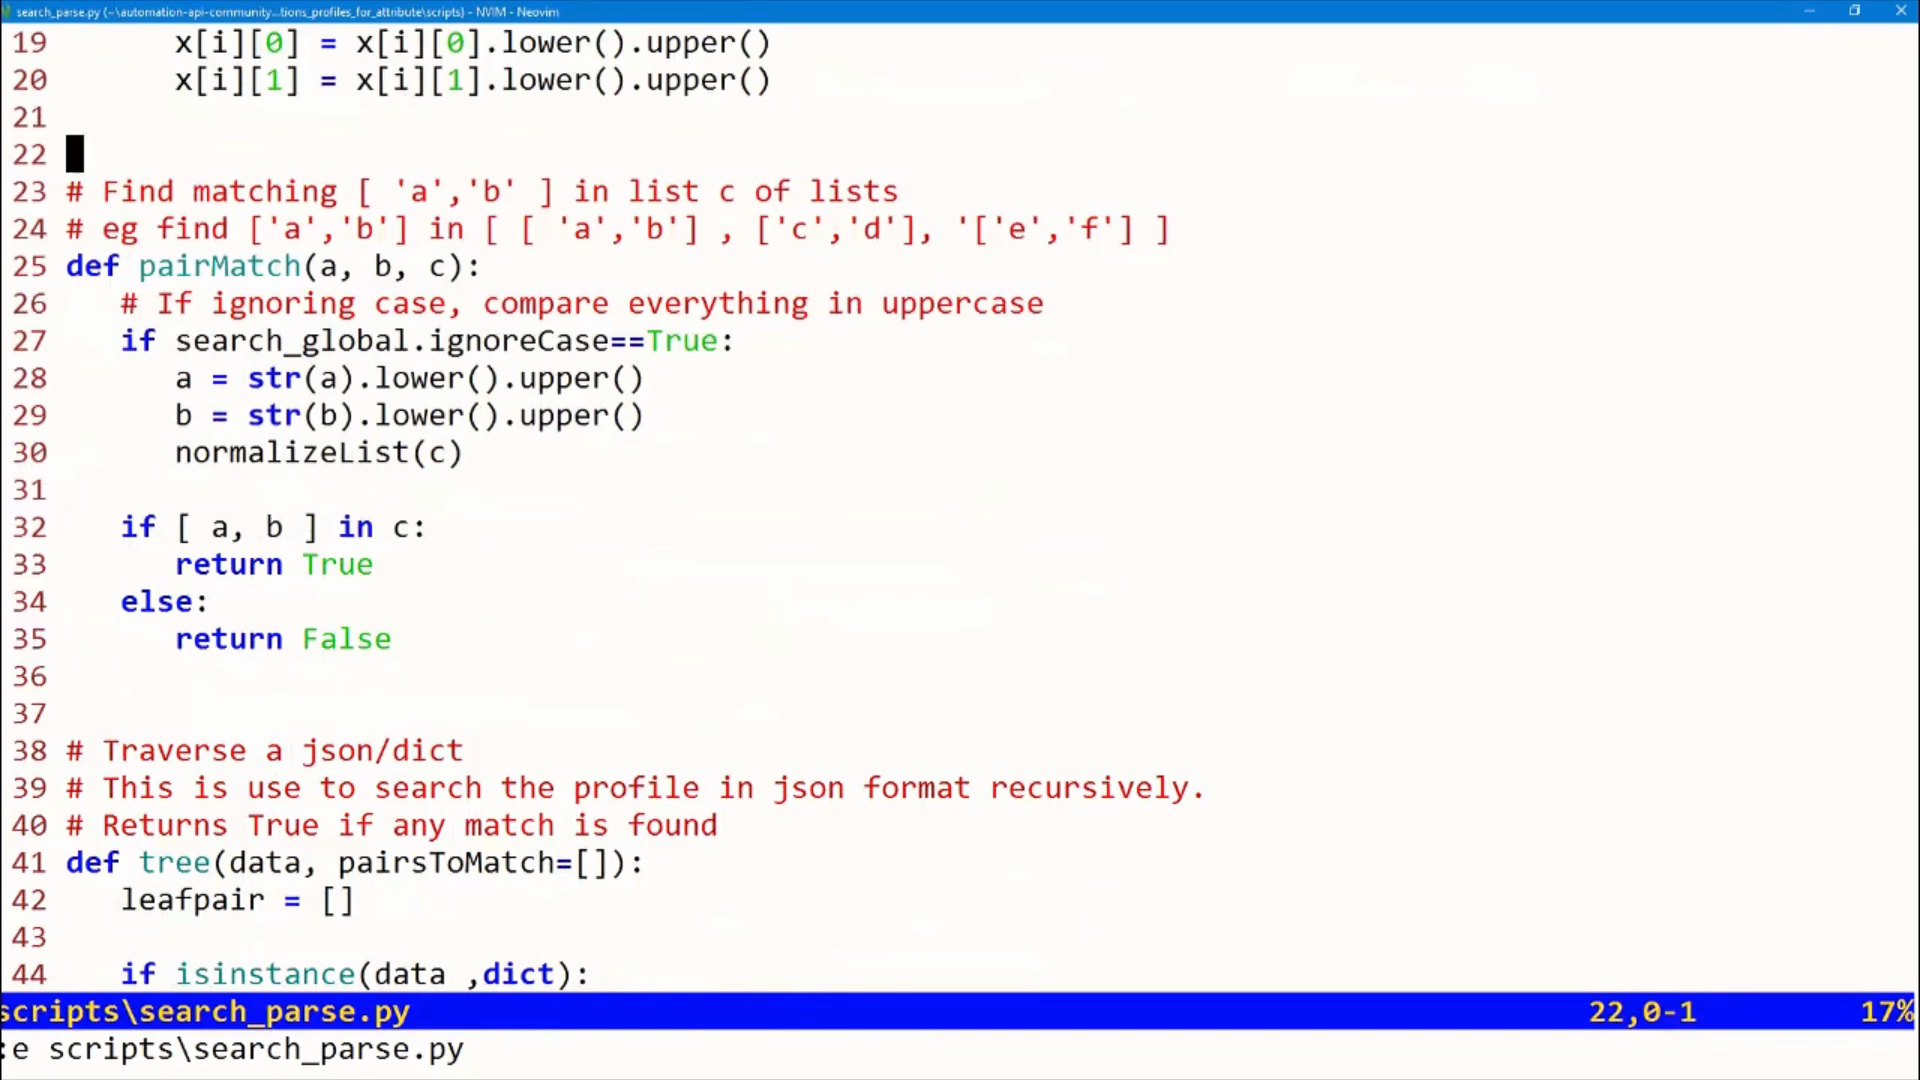 search_parse.py (~\automation-api-community...tions_profiles_for_attribute\scripts) - NVIM - Neovim
19       x[i][0] = x[i][0].lower().upper()
20       x[i][1] = x[i][1].lower().upper()
21
22
23 # Find matching [ 'a','b' ] in list c of lists
24 # eg find ['a','b'] in [ [ 'a','b'] , ['c','d'], '['e','f'] ]
25 def pairMatch(a, b, c):
26    # If ignoring case, compare everything in uppercase
27    if search_global.ignoreCase==True:
28       a = str(a).lower().upper()
29       b = str(b).lower().upper()
30       normalizeList(c)
31
32    if [ a, b ] in c:
33       return True
34    else:
35       return False
36
37
38 # Traverse a json/dict
39 # This is use to search the profile in json format recursively.
40 # Returns True if any match is found
41 def tree(data, pairsToMatch=[]):
42    leafpair = []
43
44    if isinstance(data ,dict):
scripts\search_parse.py 22,0-1 17%
:e scripts\search_parse.py